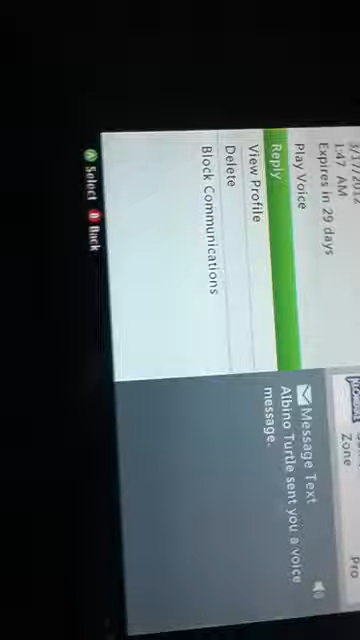 3/17/2012
1:47 AM
Expires in 29 days
Play Voice
Reply
View Profile
Delete
Block Communications
Select
Back
Zone
Pro
Message Text
Albino Turtle sent you a voice
message.